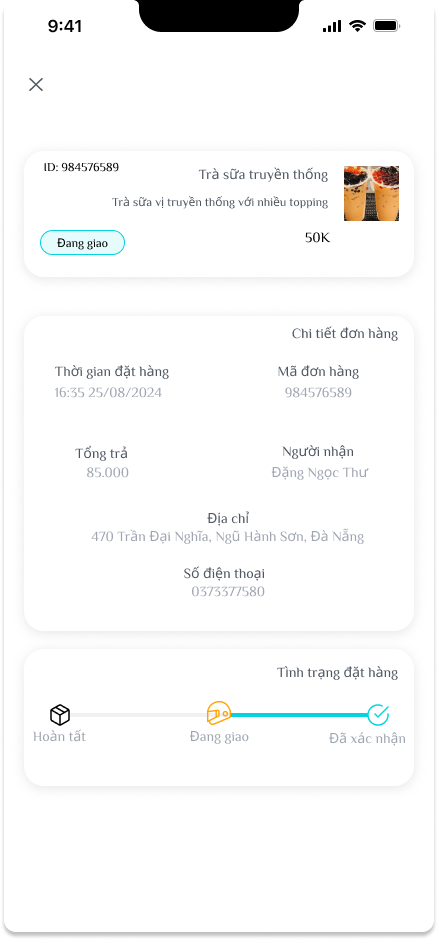 9:41
ID: 984576589
Trà sữa truyền thống
Trà sữa vị truyền thống với nhiều topping
Đang giao
50K
Chi tiết đơn hàng
Thời gian đặt hàng
Mã đơn hàng
16:35 25/08/2024
984576589
Tổng trả
Người nhận
85.000
Đặng Ngọc Thư
Địa chỉ
470 Trần Đại Nghĩa, Ngũ Hành Sơn, Đà Nẵng
Số điện thoại
0373377580
Tình trạng đặt hàng
Hoàn tất
Đang giao
Đã xác nhận